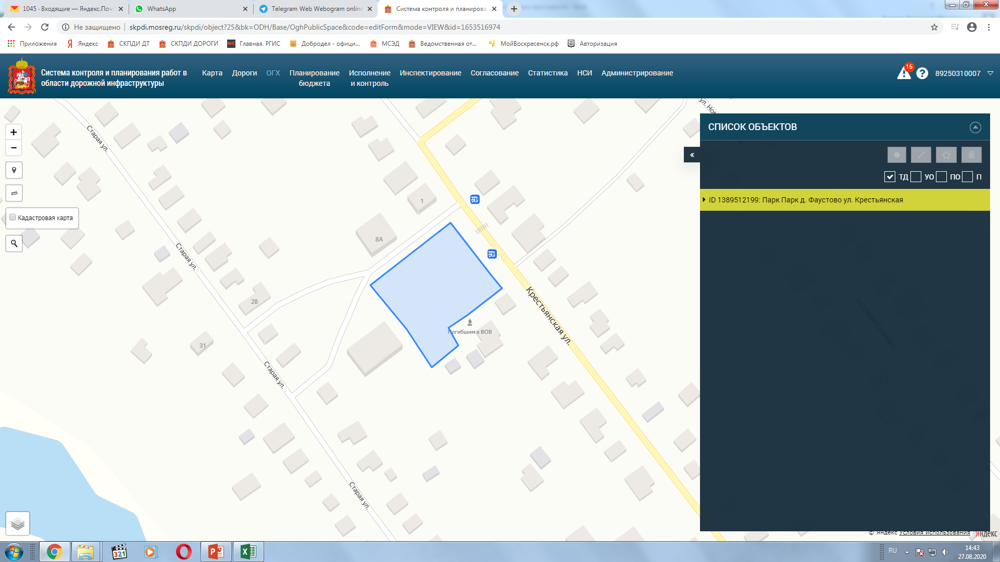 1045 · Входящие — Яндекс.Поч
WhatsApp
Telegram Web Webogram online
Система контроля и планирова
Не защищено
skpdi.mosreg.ru/skpdi/object?25&bk=ODH/Base/OghPublicSpace&code=editForm&mode=VIEW&id=1653516974
Приложения
Яндекс
СКПДИ ДТ
СКПДИ ДОРОГИ
Главная. РГИС
Добродел - офици...
МСЭД
Ведомственная от...
МойВоскресенск.рф
Авторизация
Система контроля и планирования работ в
области дорожной инфраструктуры
Карта
Дороги
ОГХ
Планирование
бюджета
Исполнение
и контроль
Инспектирование
Согласование
Статистика
НСИ
Администрирование
15
89250310007
СПИСОК ОБЪЕКТОВ
ТД
УО
ПО
П
ID 1389512199: Парк Парк д. Фаустово ул. Крестьянская
+
−
Кадастровая карта
Старая ул.
Старая ул.
Старая ул.
Старая ул.
Крестьянская ул.
1
8А
28
31
Погибшим в ВОВ
ул. Новая Слободка
© Яндекс Условия использования
Яндекс
321
RU
14:43
27.08.2020